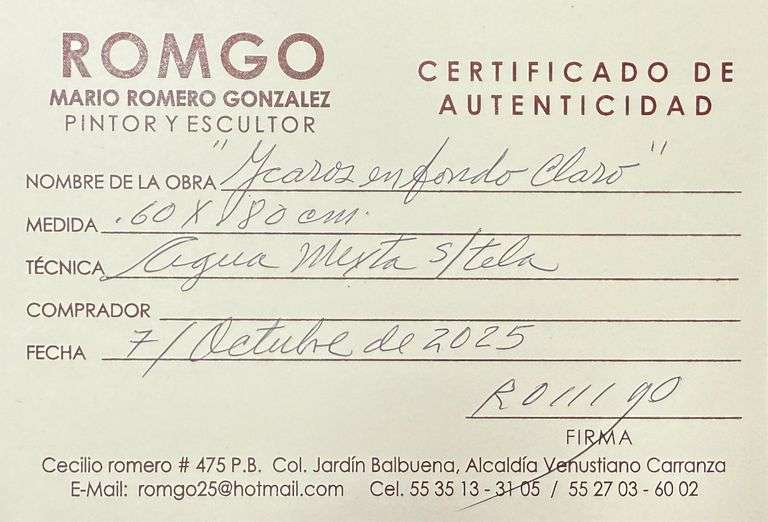 ROMGO
MARIO ROMERO GONZALEZ
PINTOR Y ESCULTOR
CERTIFICADO DE
AUTENTICIDAD
NOMBRE DE LA OBRA "Ycaros en fondo Claro"
MEDIDA .60 X 180 cm.
TÉCNICA Agua Mixta s/tela
COMPRADOR
FECHA 7/Octubre de 2025
Romgo
FIRMA
Cecilio romero # 475 P.B. Col. Jardín Balbuena, Alcaldía Venustiano Carranza
E-Mail: romgo25@hotmail.com Cel. 55 35 13 - 31 05 / 55 27 03 - 60 02